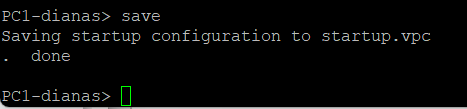 PC1-dianas> save
Saving startup configuration to startup.vpc
.  done
PC1-dianas>